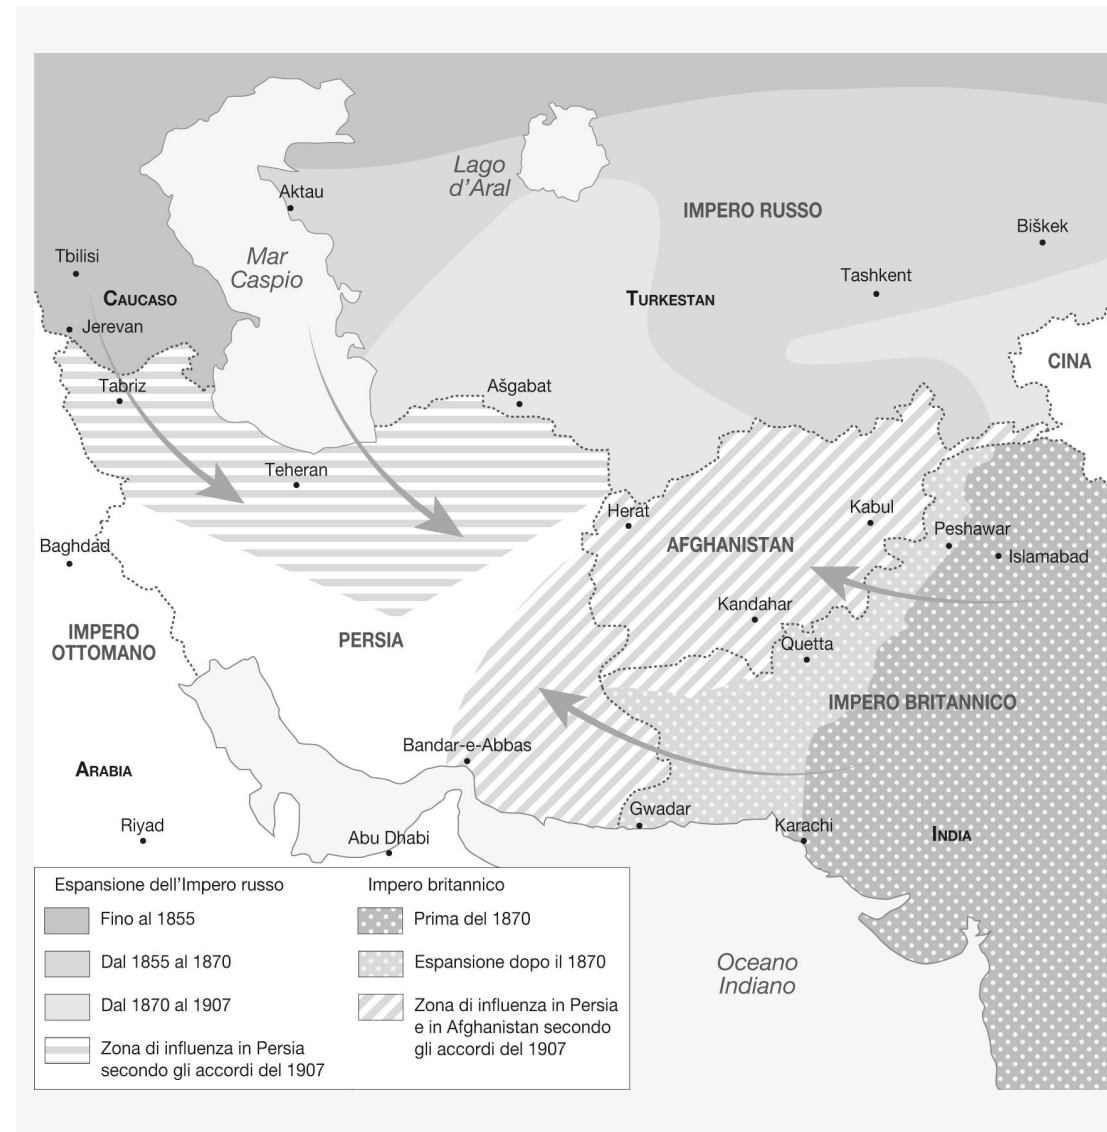 Lago
d'Aral
Aktau
IMPERO RUSSO
Biškek
Tbilisi
Mar
Caspio
Tashkent
CAUCASO
TURKESTAN
Jerevan
CINA
Tabriz
Ašgabat
Teheran
Herat
Kabul
Peshawar
Baghdad
AFGHANISTAN
Islamabad
Kandahar
IMPERO
OTTOMANO
PERSIA
Quetta
IMPERO BRITANNICO
Bandar-e-Abbas
ARABIA
Gwadar
Riyad
Abu Dhabi
Karachi
INDIA
Oceano
Indiano
Espansione dell'Impero russo
Fino al 1855
Dal 1855 al 1870
Dal 1870 al 1907
Zona di influenza in Persia
secondo gli accordi del 1907
Impero britannico
Prima del 1870
Espansione dopo il 1870
Zona di influenza in Persia
e in Afghanistan secondo
gli accordi del 1907